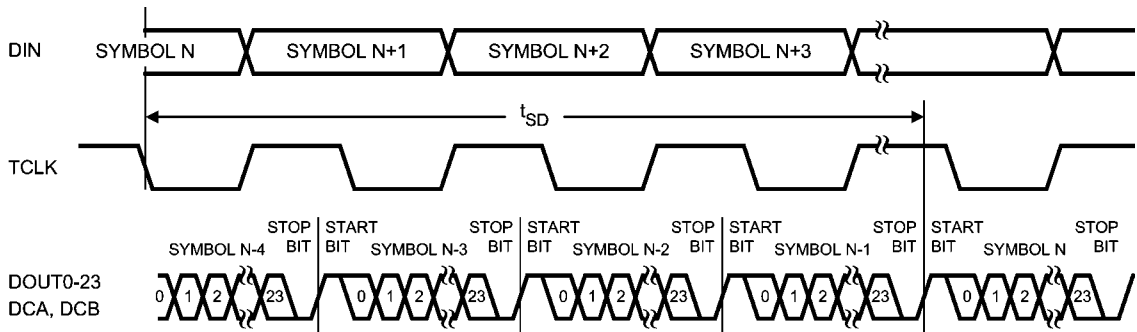 DIN
SYMBOL N SYMBOL N+1 SYMBOL N+2 SYMBOL N+3
tSD
TCLK
STOP BIT START BIT STOP BIT START BIT STOP BIT START BIT STOP BIT START BIT STOP BIT
SYMBOL N-4 SYMBOL N-3 SYMBOL N-2 SYMBOL N-1 SYMBOL N
DOUT0-23
0 1 2 23 0 1 2 23 0 1 2 23 0 1 2 23 0 1 2 23
DCA, DCB